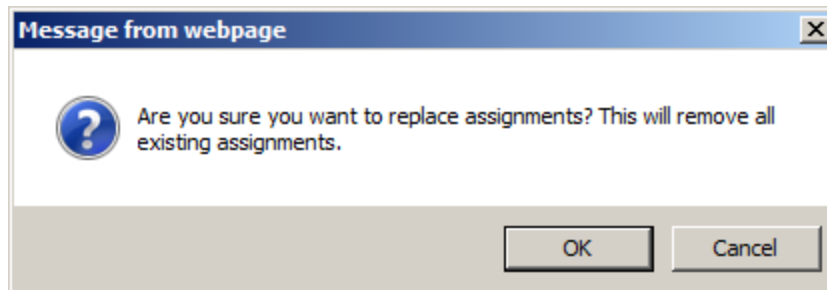 Message from webpage
Are you sure you want to replace assignments? This will remove all
existing assignments.
OK
Cancel